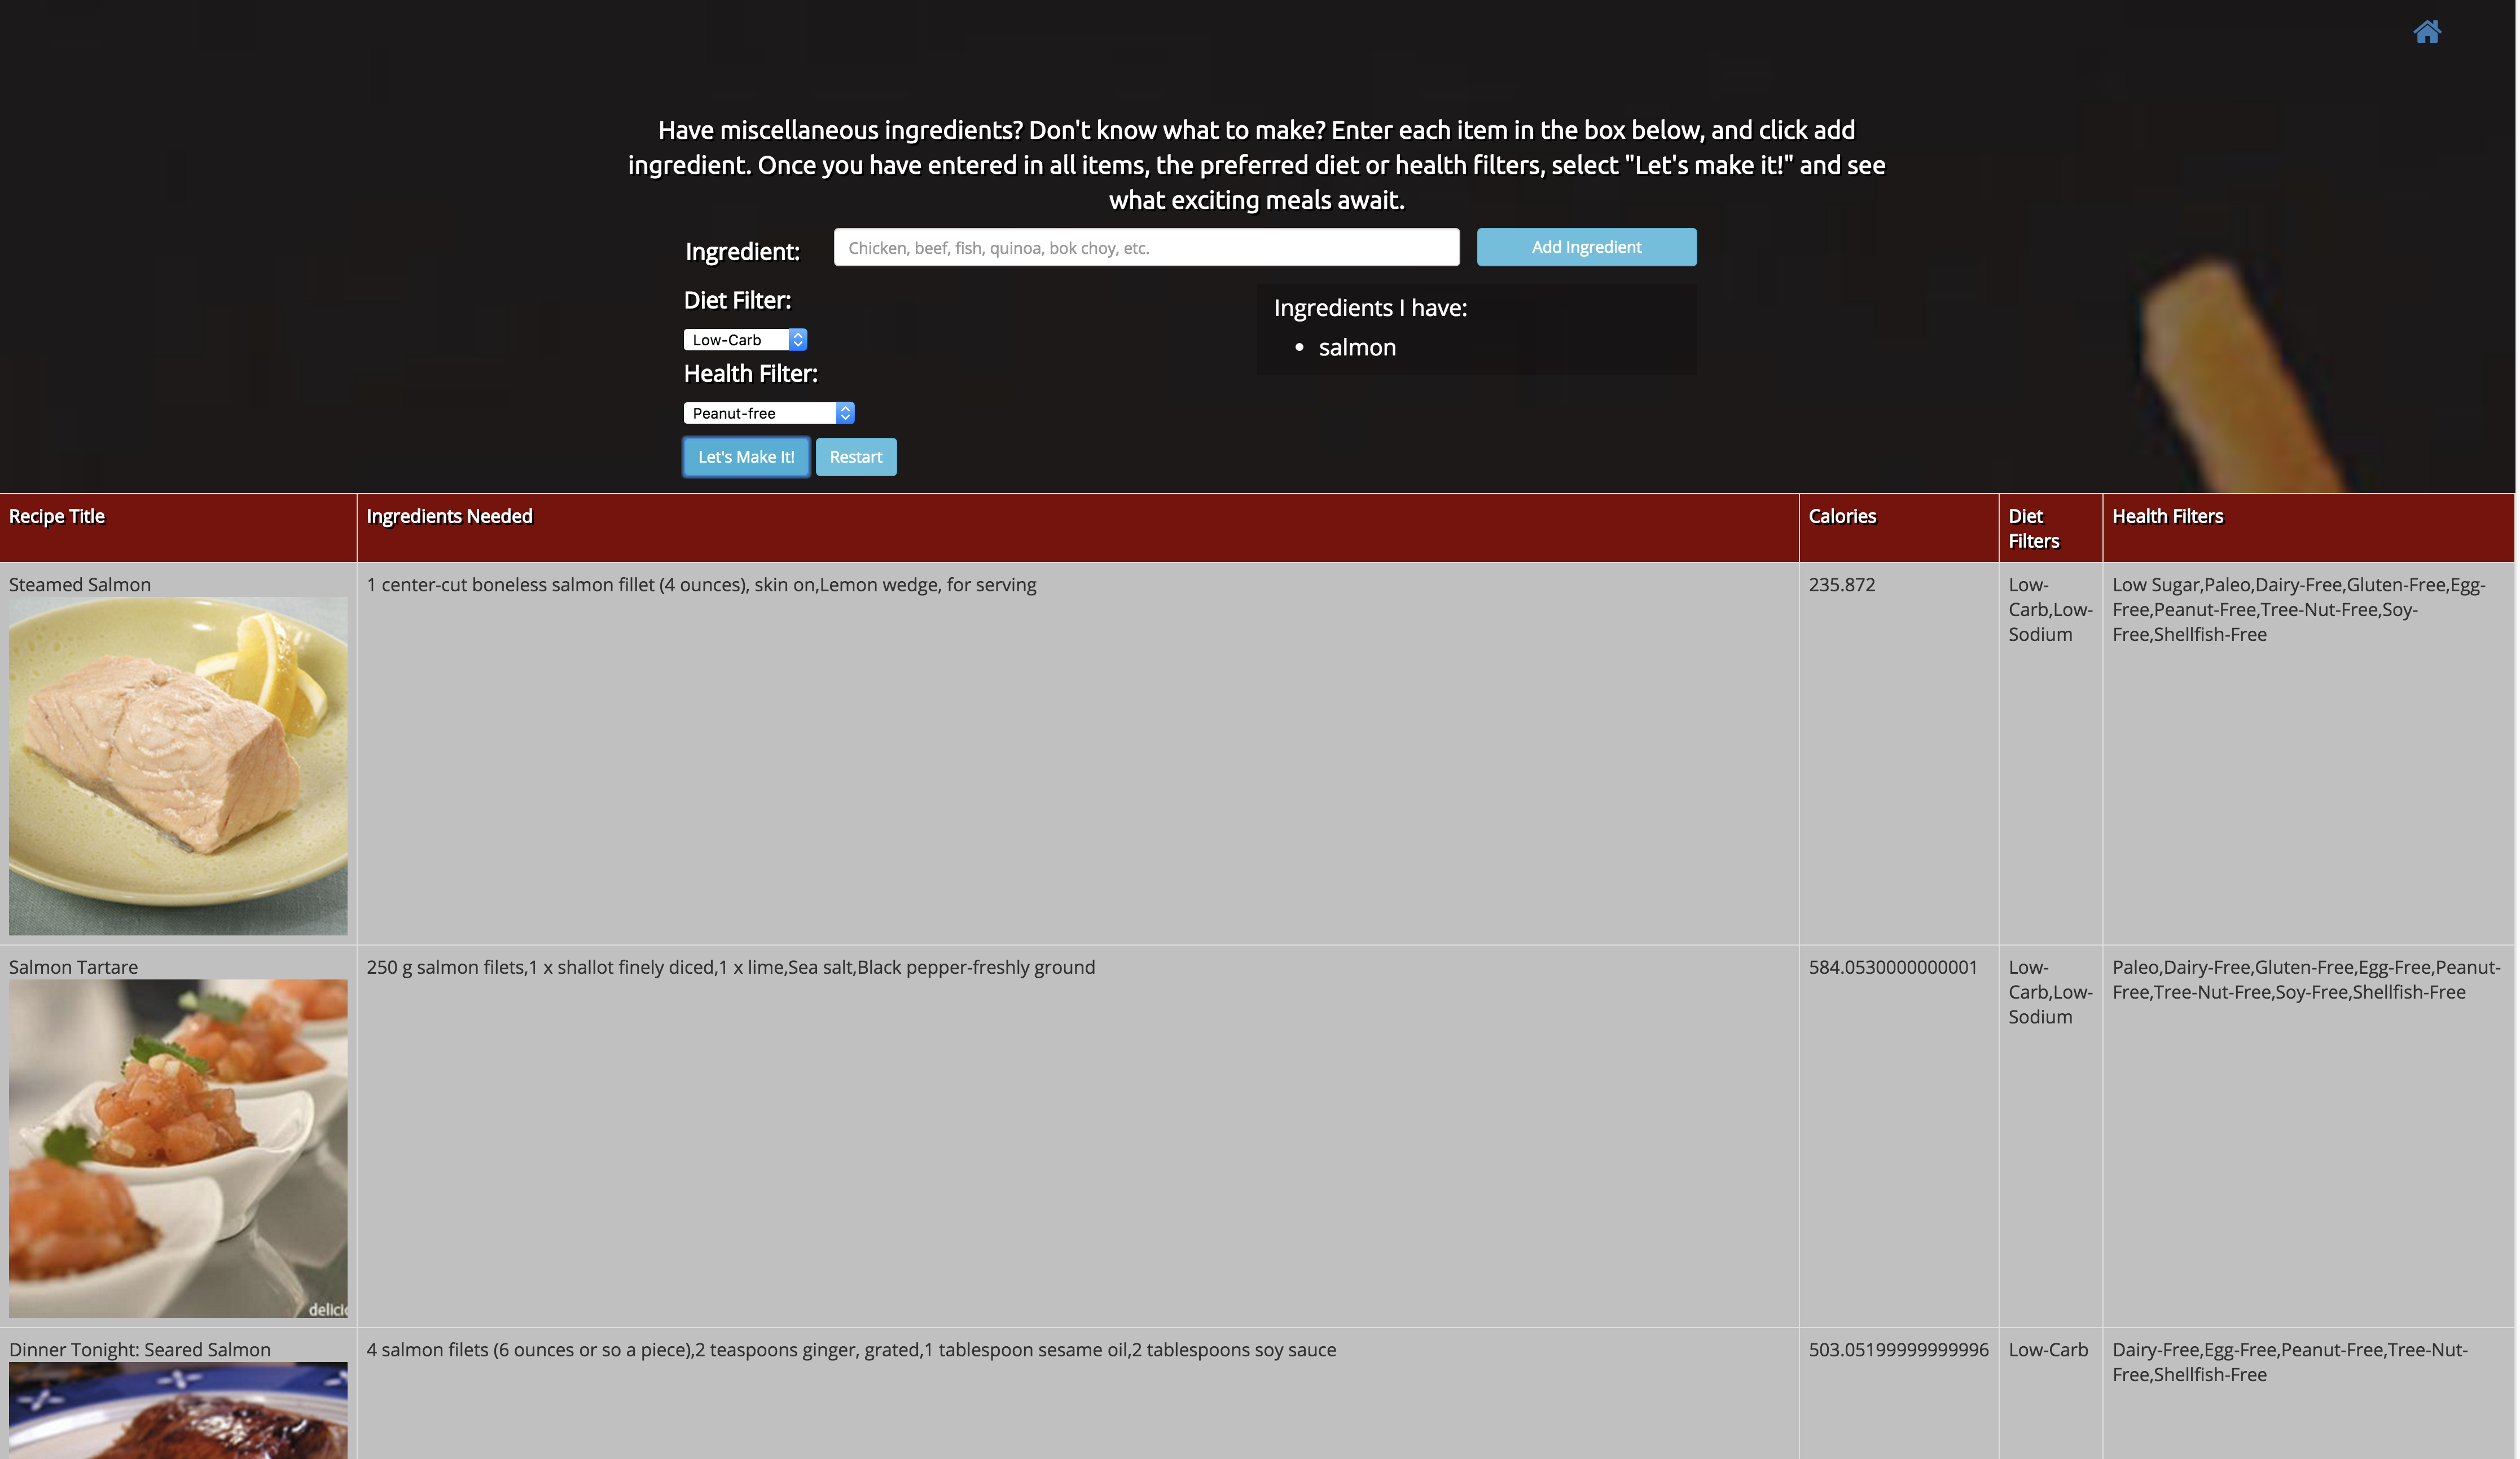 Have miscellaneous ingredients? Don't know what to make? Enter each item in the box below, and click add
ingredient. Once you have entered in all items, the preferred diet or health filters, select "Let's make it!" and see
what exciting meals await.
Ingredient:
Chicken, beef, fish, quinoa, bok choy, etc.
Add Ingredient
Diet Filter:
Low-Carb
Health Filter:
Peanut-free
Let's Make It!
Restart
Ingredients I have:
• salmon
Recipe Title
Ingredients Needed
Calories
Diet
Filters
Health Filters
Steamed Salmon
1 center-cut boneless salmon fillet (4 ounces), skin on,Lemon wedge, for serving
235.872
Low-
Carb,Low-
Sodium
Low Sugar,Paleo,Dairy-Free,Gluten-Free,Egg-
Free,Peanut-Free,Tree-Nut-Free,Soy-
Free,Shellfish-Free
Salmon Tartare
250 g salmon filets,1 x shallot finely diced,1 x lime,Sea salt,Black pepper-freshly ground
584.0530000000001
Low-
Carb,Low-
Sodium
Paleo,Dairy-Free,Gluten-Free,Egg-Free,Peanut-
Free,Tree-Nut-Free,Soy-Free,Shellfish-Free
Dinner Tonight: Seared Salmon
4 salmon filets (6 ounces or so a piece),2 teaspoons ginger, grated,1 tablespoon sesame oil,2 tablespoons soy sauce
503.05199999999996
Low-Carb
Dairy-Free,Egg-Free,Peanut-Free,Tree-Nut-
Free,Shellfish-Free